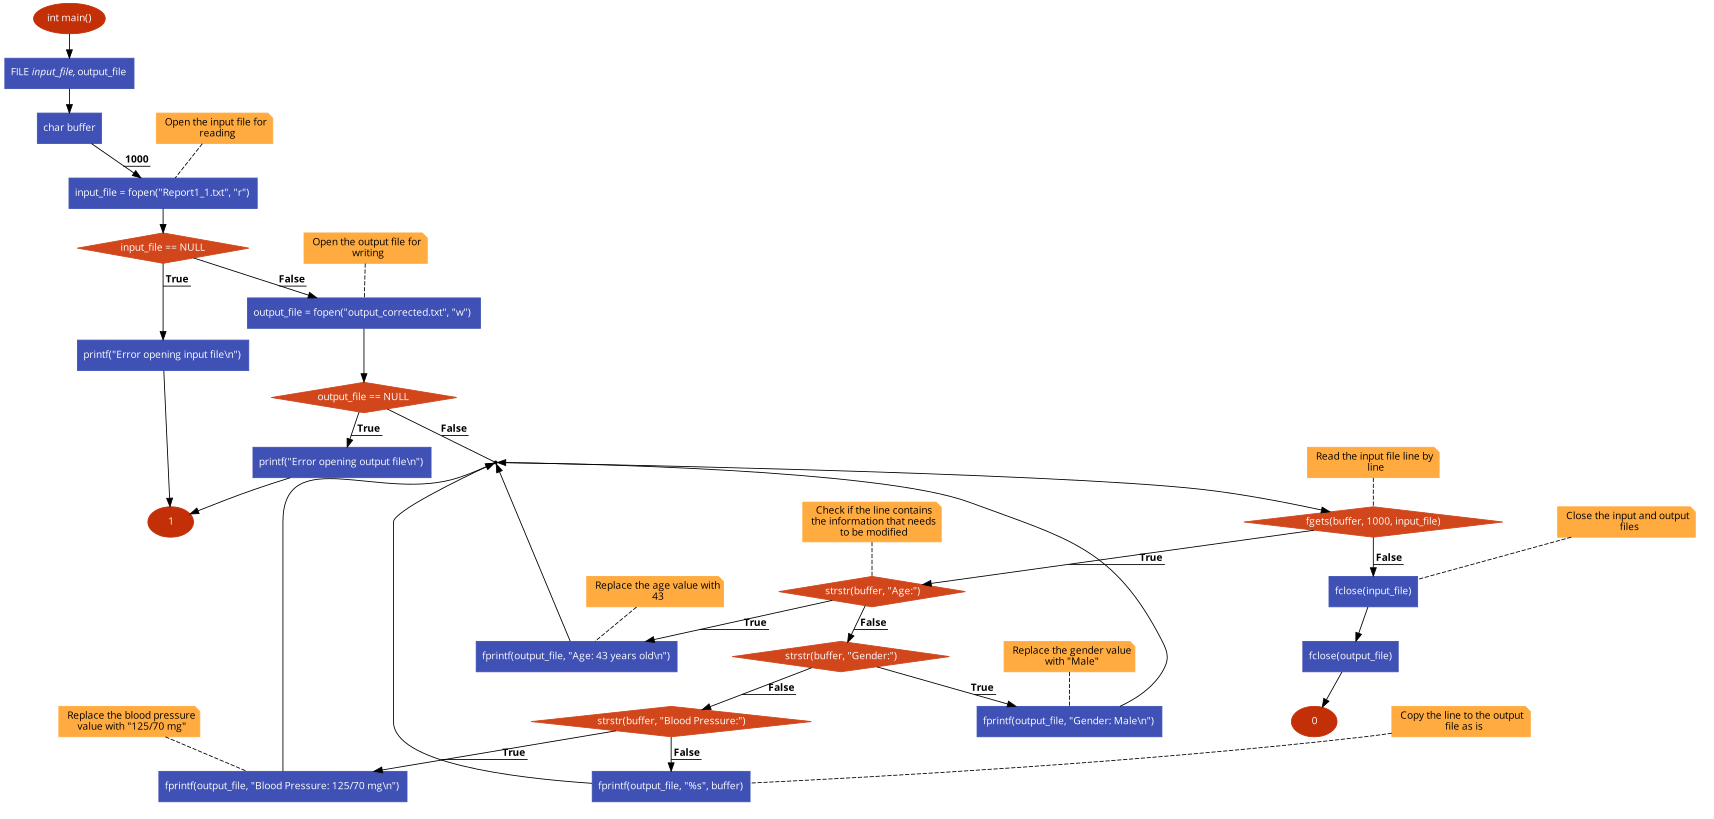 int main()
FILE input_file, output_file
char buffer
Open the input file for
reading
1000
input_file = fopen("Report1_1.txt", "r")
input_file == NULL
Open the output file for
writing
True
False
output_file = fopen("output_corrected.txt", "w")
printf("Error opening input file\n")
output_file == NULL
True
False
printf("Error opening output file\n")
Read the input file line by
line
1
Check if the line contains
the information that needs
to be modified
fgets(buffer, 1000, input_file)
Close the input and output
files
True
False
Replace the age value with
43
strstr(buffer, "Age:")
fclose(input_file)
True
False
fprintf(output_file, "Age: 43 years old\n")
strstr(buffer, "Gender:")
Replace the gender value
with "Male"
fclose(output_file)
False
True
Replace the blood pressure
value with "125/70 mg"
strstr(buffer, "Blood Pressure:")
fprintf(output_file, "Gender: Male\n")
0
Copy the line to the output
file as is
True
False
fprintf(output_file, "Blood Pressure: 125/70 mg\n")
fprintf(output_file, "%s", buffer)